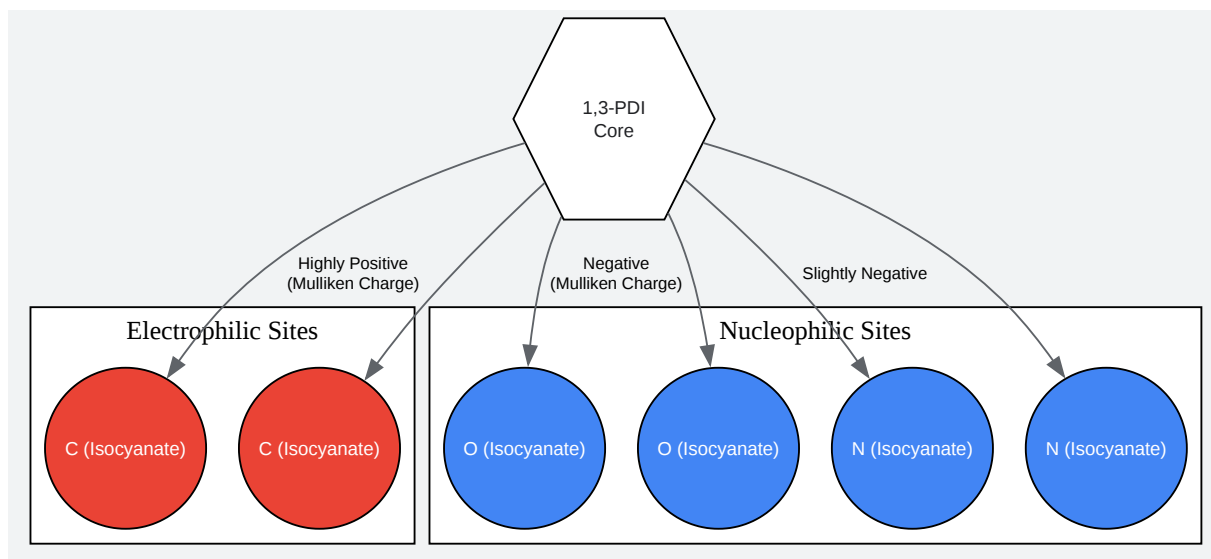 1,3-PDI
Core
Highly Positive
(Mulliken Charge)
Negative
(Mulliken Charge)
Slightly Negative
Electrophilic Sites
Nucleophilic Sites
C (Isocyanate)
C (Isocyanate)
O (Isocyanate)
O (Isocyanate)
N (Isocyanate)
N (Isocyanate)